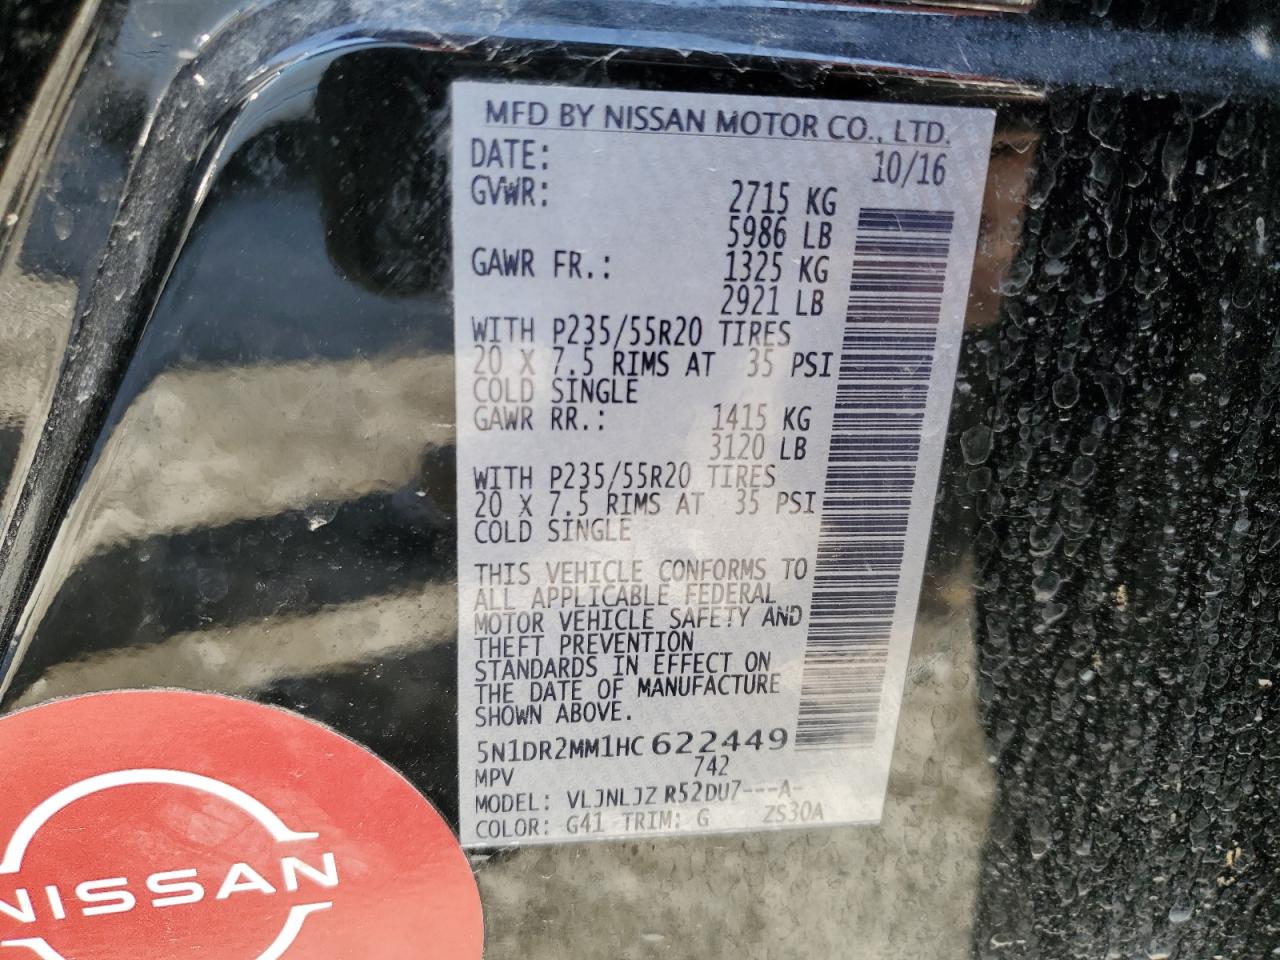 MFD BY NISSAN MOTOR CO., LTD.
DATE: 10/16
GVWR: 2715 KG
5986 LB
GAWR FR.: 1325 KG
2921 LB
WITH P235/55R20 TIRES
20 X 7.5 RIMS AT 35 PSI
COLD SINGLE
GAWR RR.: 1415 KG
3120 LB
WITH P235/55R20 TIRES
20 X 7.5 RIMS AT 35 PSI
COLD SINGLE
THIS VEHICLE CONFORMS TO
ALL APPLICABLE FEDERAL
MOTOR VEHICLE SAFETY AND
THEFT PREVENTION
STANDARDS IN EFFECT ON
THE DATE OF MANUFACTURE
SHOWN ABOVE.
5N1DR2MM1HC622449
MPV 742
MODEL: VLJNLJZ R52DU7---A-
COLOR: G41 TRIM: G ZS30A
NISSAN